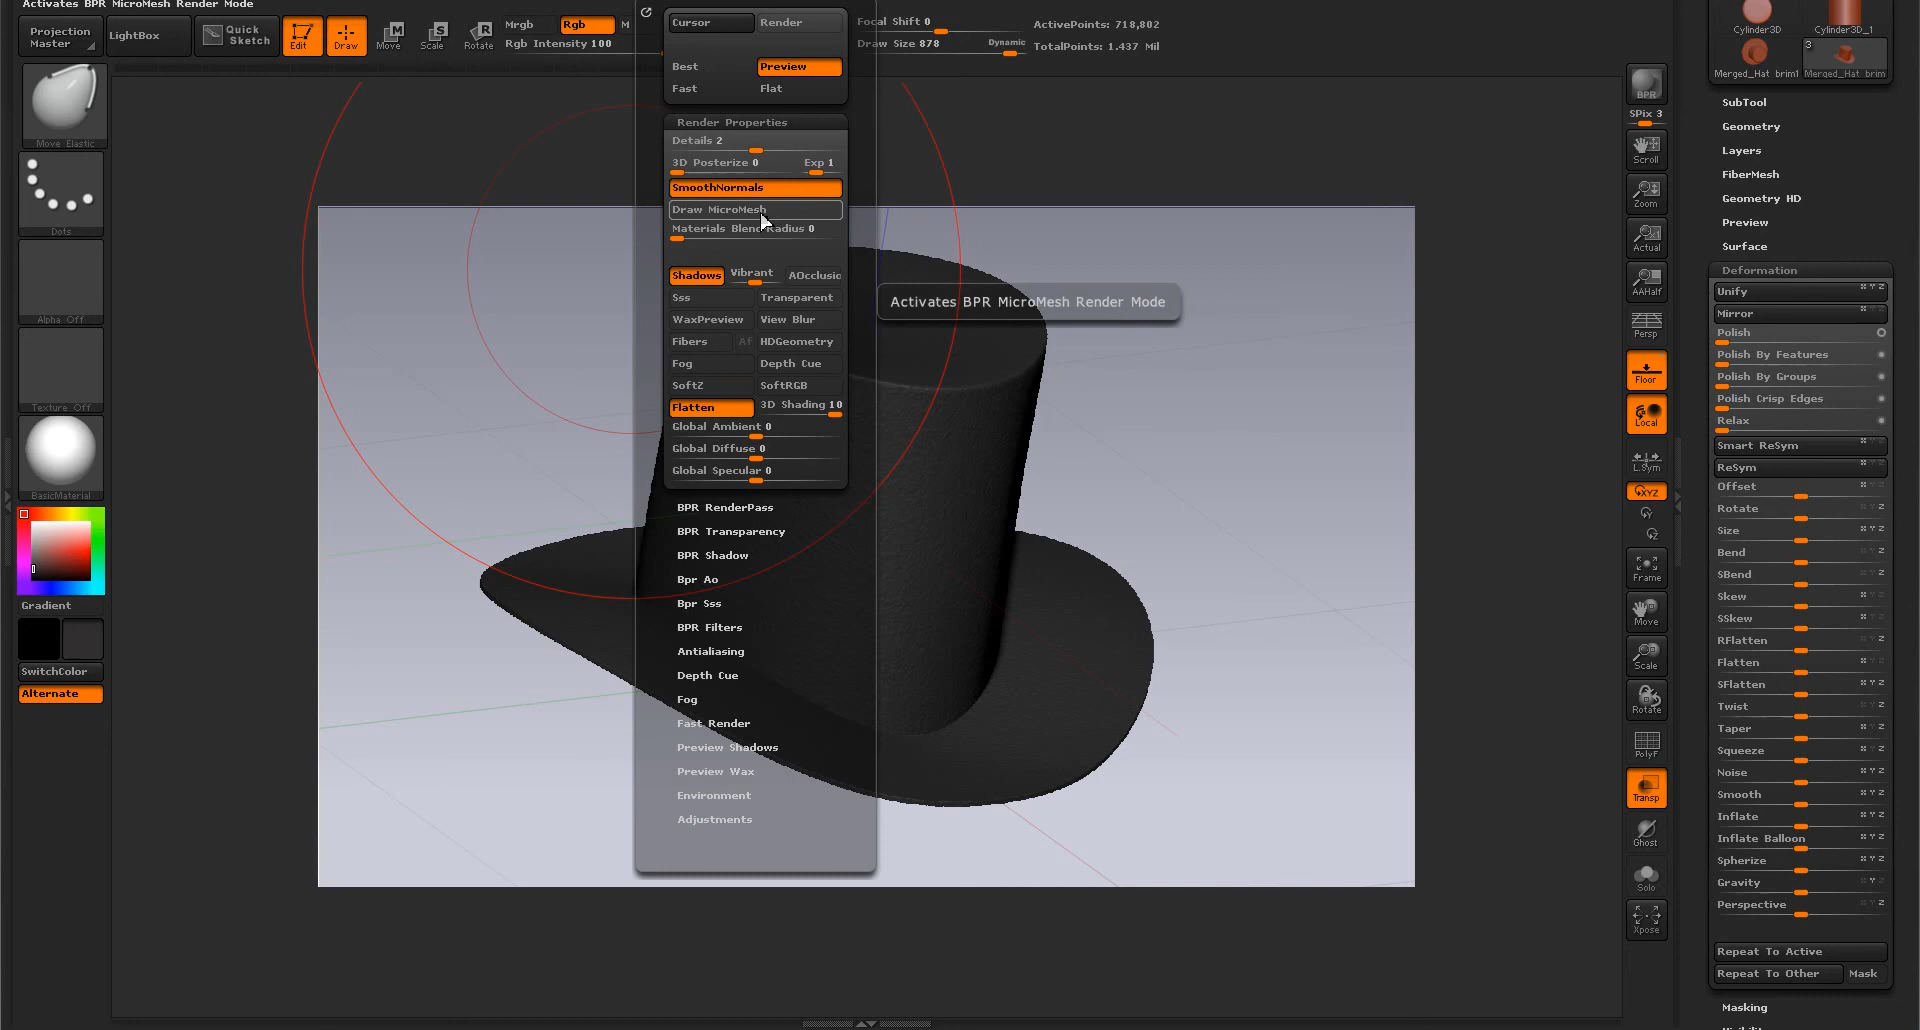 Activates BPR MicroMesh Render Mode
Projection Master
LightBox
Quick Sketch
Edit
Draw
Move
Scale
Rotate
Mrgb
Rgb
M
Rgb Intensity 100
Cursor
Render
Best
Preview
Fast
Flat
Focal Shift 0
Draw Size 878
Dynamic
ActivePoints: 718,802
TotalPoints: 1.437 Mil
Move Elastic
Dots
Alpha Off
Texture Off
BasicMaterial
Gradient
SwitchColor
Alternate
Render Properties
Details 2
3D Posterize 0
Exp 1
SmoothNormals
Draw MicroMesh
Materials Blend Radius 0
Shadows
Vibrant
AOcclusio
Sss
Transparent
WaxPreview
View Blur
Fibers
Af
HDGeometry
Fog
Depth Cue
SoftZ
SoftRGB
Flatten
3D Shading 10
Global Ambient 0
Global Diffuse 0
Global Specular 0
BPR RenderPass
BPR Transparency
BPR Shadow
Bpr Ao
Bpr Sss
BPR Filters
Antialiasing
Depth Cue
Fog
Fast Render
Preview Shadows
Preview Wax
Environment
Adjustments
Activates BPR MicroMesh Render Mode
BPR
SPix 3
Scroll
Zoom
Actual
AAHalf
Persp
Floor
Local
L.Sym
XYZ
Y
Z
Frame
Move
Scale
Rotate
PolyF
Transp
Ghost
Solo
Xpose
Cylinder3D
Cylinder3D_1
3
Merged_Hat brim1
Merged_Hat brim
SubTool
Geometry
Layers
FiberMesh
Geometry HD
Preview
Surface
Deformation
Unify
Mirror
Polish
Polish By Features
Polish By Groups
Polish Crisp Edges
Relax
Smart ReSym
ReSym
Offset
Rotate
Size
Bend
SBend
Skew
SSkew
RFlatten
Flatten
SFlatten
Twist
Taper
Squeeze
Noise
Smooth
Inflate
Inflate Balloon
Spherize
Gravity
Perspective
Repeat To Active
Repeat To Other
Mask
Masking